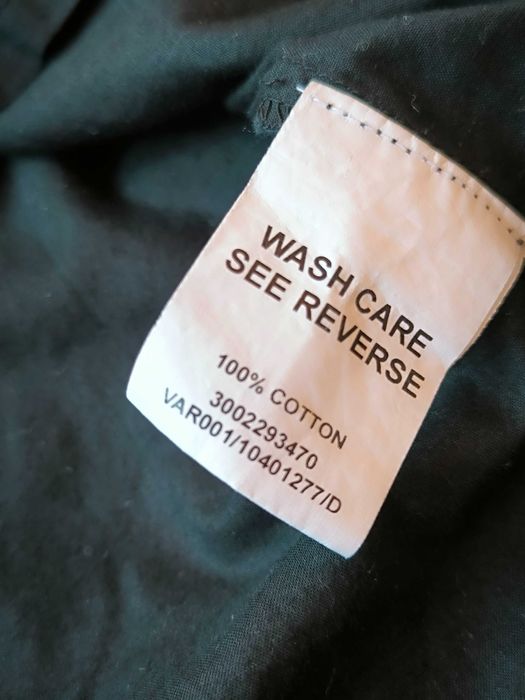 WASH CARE
SEE REVERSE
100% COTTON
3002293470
VAR001/10401277/D